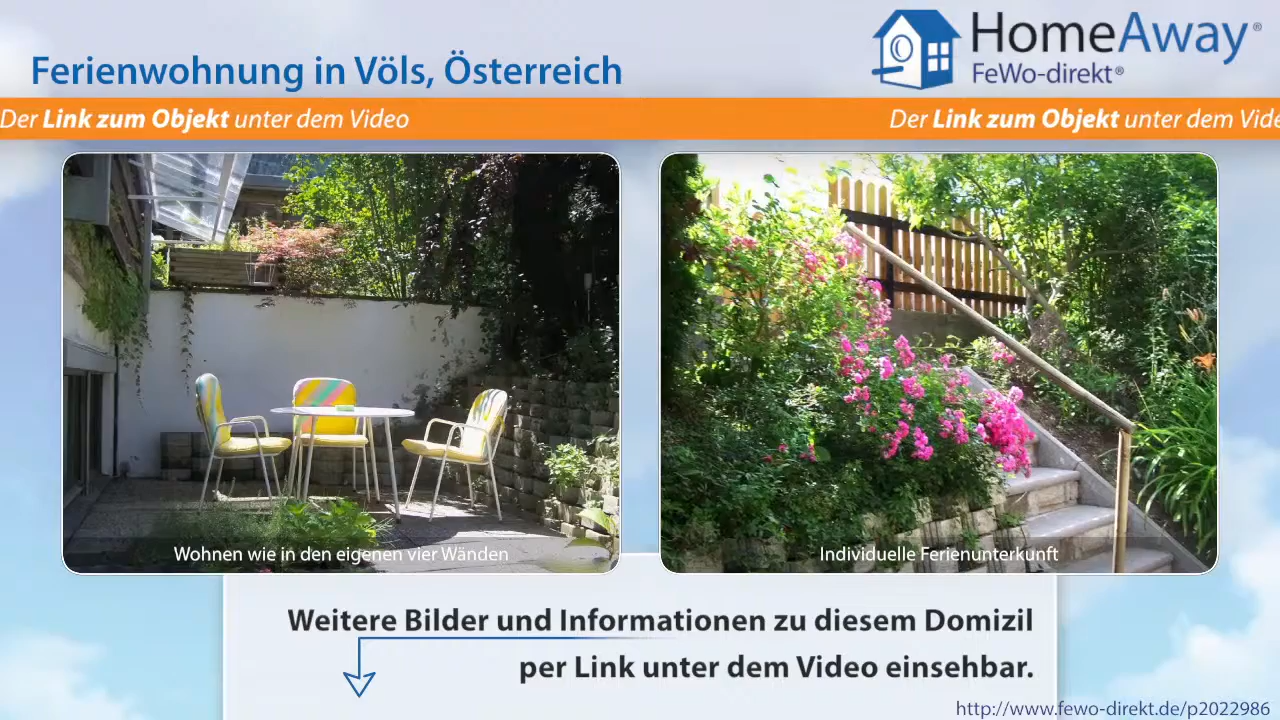 HomeAway®
FeWo-direkt®
Ferienwohnung in Völs, Österreich
Der Link zum Objekt unter dem Video
Der Link zum Objekt unter dem Vide
Wohnen wie in den eigenen vier Wänden
Individuelle Ferienunterkunft
Weitere Bilder und Informationen zu diesem Domizil
per Link unter dem Video einsehbar.
http://www.fewo-direkt.de/p2022986